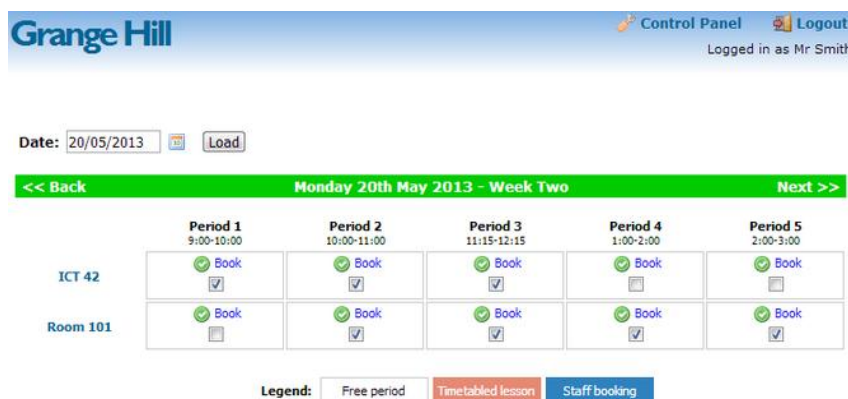 Grange Hill
Control Panel Logout
Logged in as Mr Smith
Date: 20/05/2013 Load
<< Back Monday 20th May 2013 - Week Two Next >>
Period 1 Period 2 Period 3 Period 4 Period 5
9:00-10:00 10:00-11:00 11:15-12:15 1:00-2:00 2:00-3:00
ICT 42 Book Book Book Book Book
Room 101 Book Book Book Book Book
Legend: Free period Timetabled lesson Staff booking